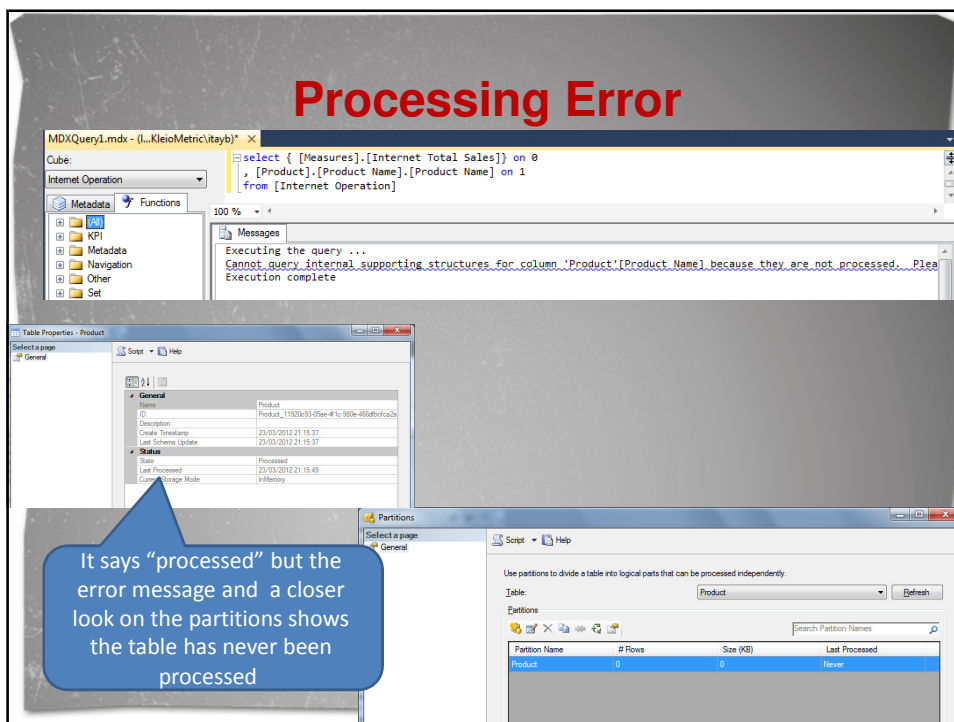 Processing Error
MDXQuery1.mdx - (l...KleioMetric\itayb)* ×
Cube:
Internet Operation
Metadata Functions
(All)
KPI
Metadata
Navigation
Other
Set
select { [Measures].[Internet Total Sales]} on 0
, [Product].[Product Name].[Product Name] on 1
from [Internet Operation]
100 %
Messages
Executing the query ...
Cannot query internal supporting structures for column 'Product'[Product Name] because they are not processed. Plea
Execution complete
Table Properties - Product
Select a page
General
Script Help
General
Name Product
ID
Description
Create Timestamp 23/03/2012 21:15:37
Last Schema Update 23/03/2012 21:15:37
Status
State Processed
Last Processed 23/03/2012 21:15:49
Current Storage Mode InMemory
It says “processed” but the
error message and a closer
look on the partitions shows
the table has never been
processed
Partitions
Select a page
General
Script Help
Use partitions to divide a table into logical parts that can be processed independently.
Table: Product Refresh
Partitions
Search Partition Names
Partition Name # Rows Size (KB) Last Processed
Product 0 0 Never